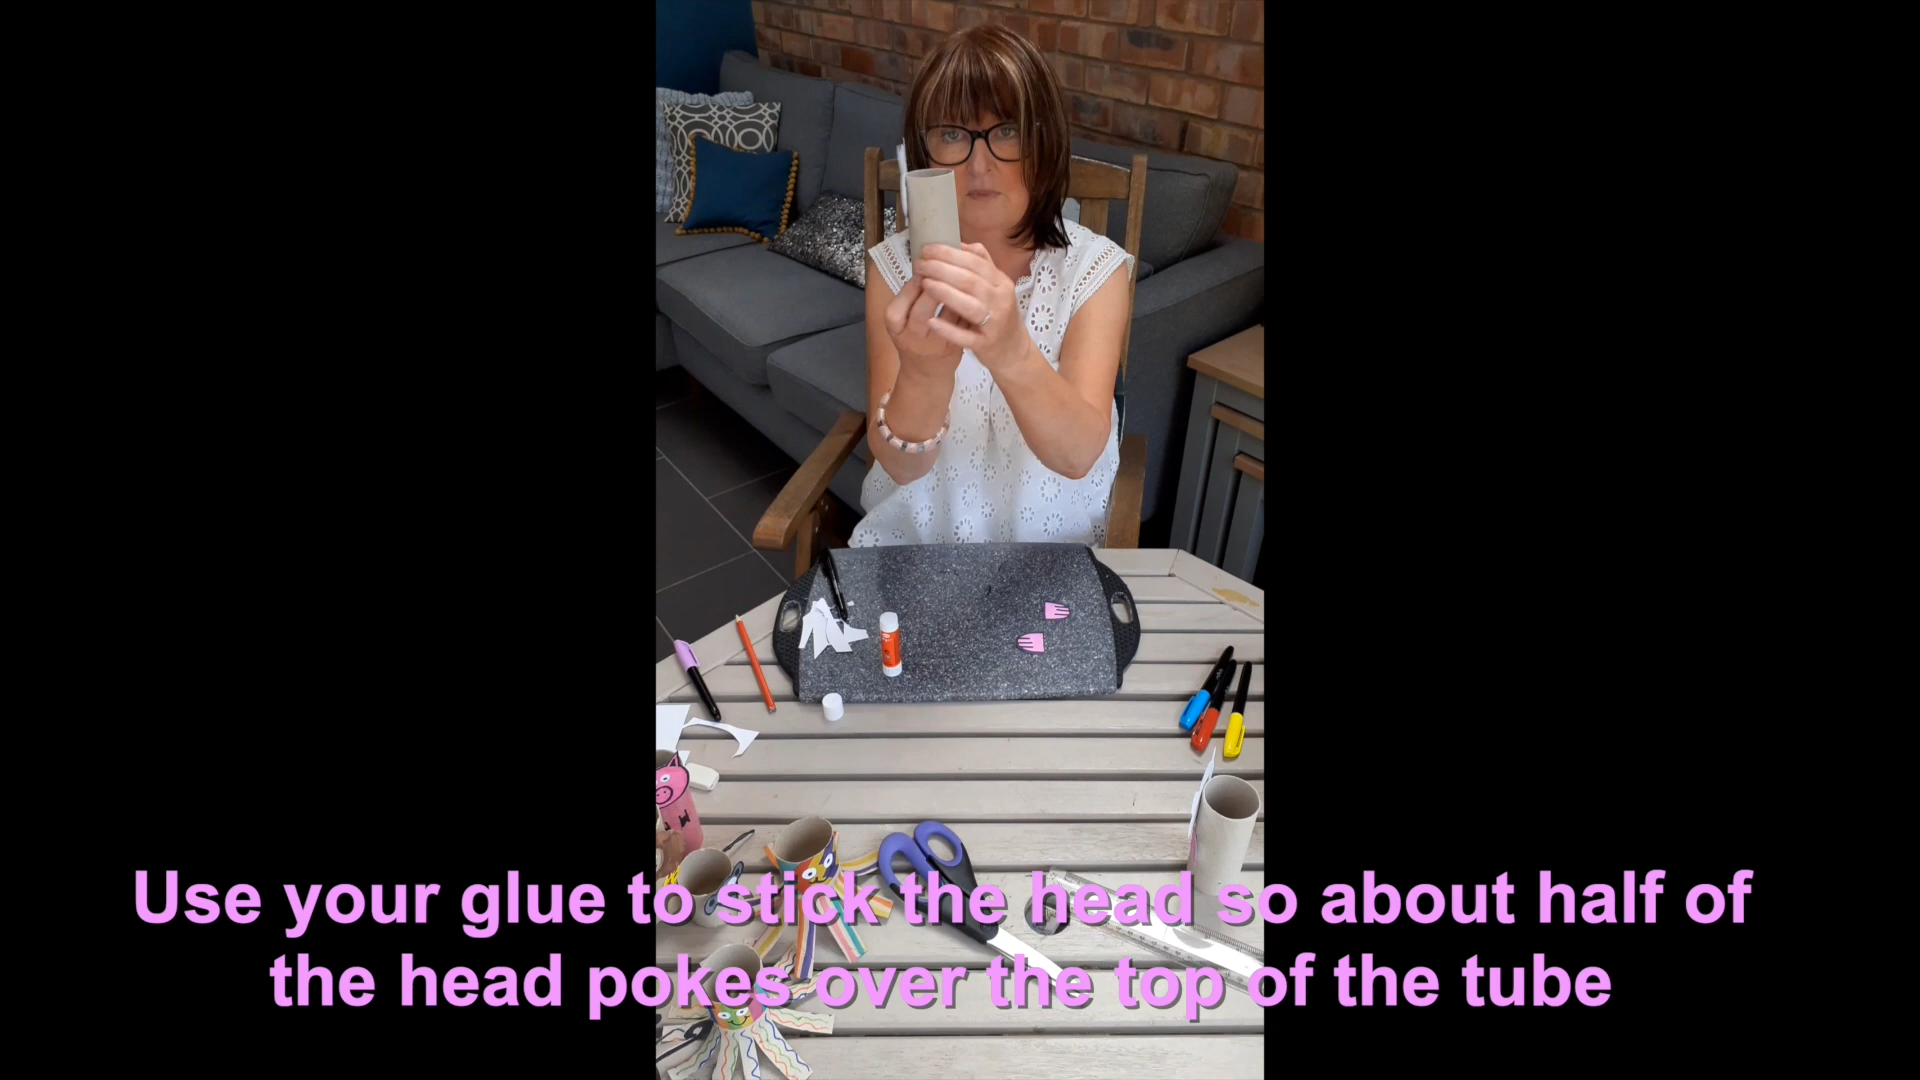 Use your glue to stick the head so about half of
the head pokes over the top of the tube